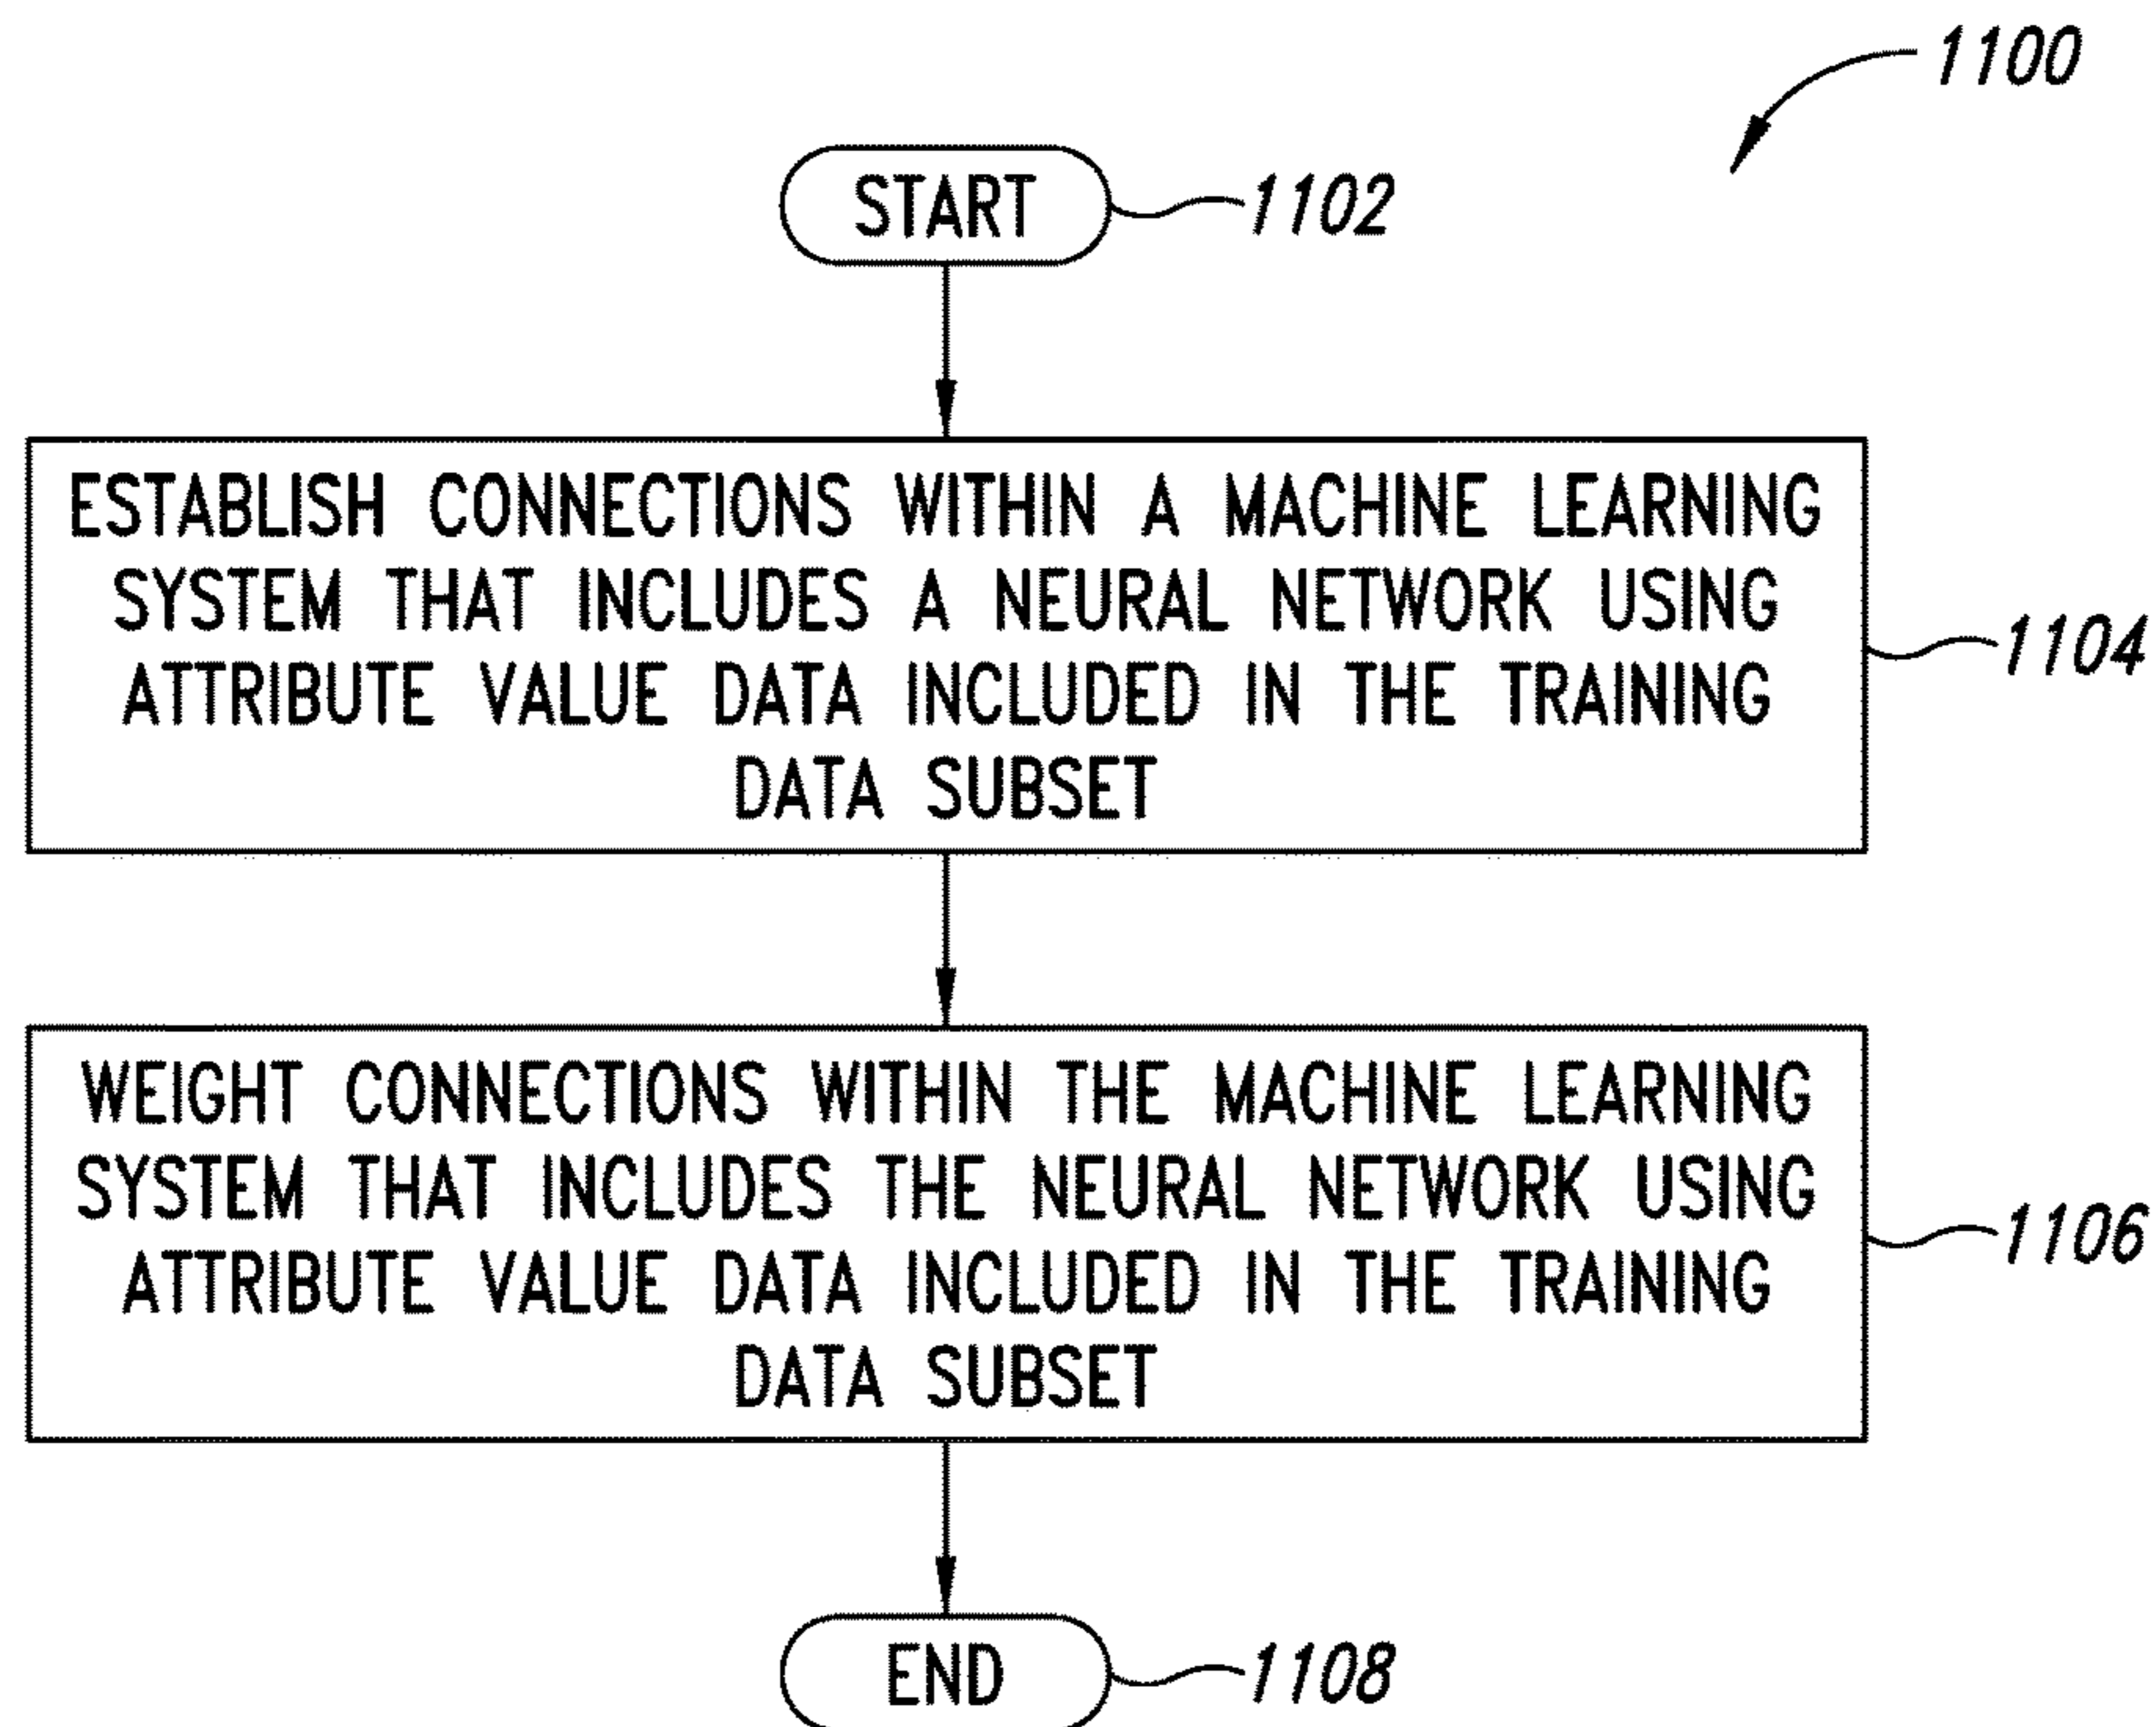 1100
START
1102
ESTABLISH CONNECTIONS WITHIN A MACHINE LEARNING
SYSTEM THAT INCLUDES A NEURAL NETWORK USING
ATTRIBUTE VALUE DATA INCLUDED IN THE TRAINING
DATA SUBSET
1104
WEIGHT CONNECTIONS WITHIN THE MACHINE LEARNING
SYSTEM THAT INCLUDES THE NEURAL NETWORK USING
ATTRIBUTE VALUE DATA INCLUDED IN THE TRAINING
DATA SUBSET
1106
END
1108